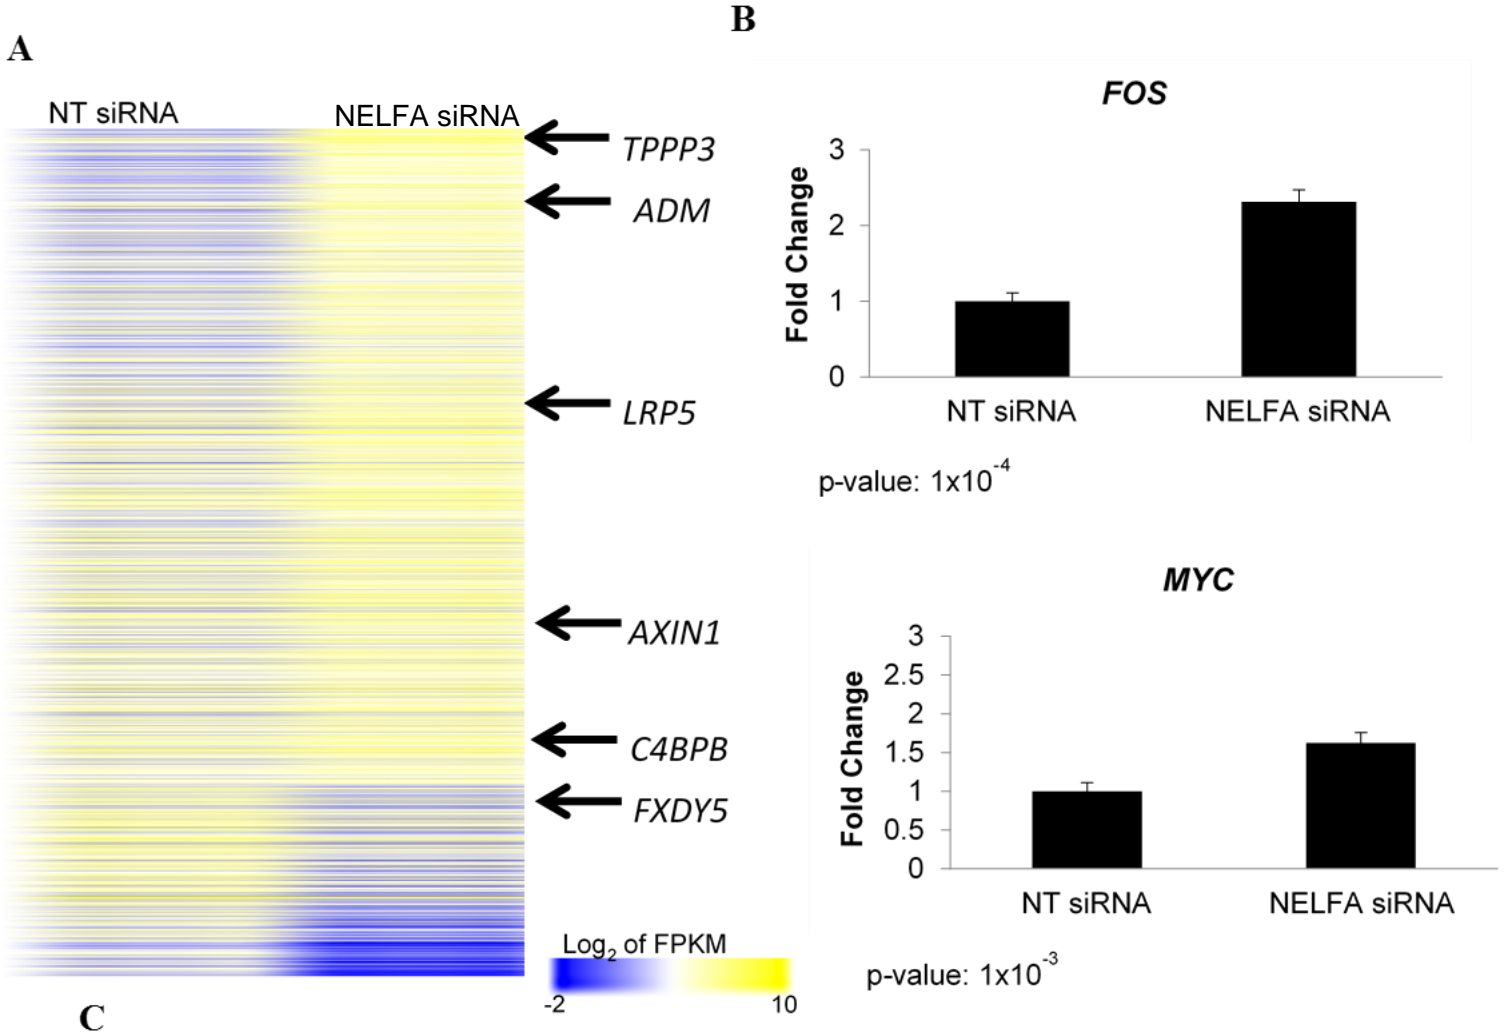 A
NT siRNA
NELFA siRNA
TPPP3
ADM
LRP5
AXIN1
C4BPB
FXDY5
Log2 of FPKM
-2
10
B
FOS
Fold Change
3
2
1
0
NT siRNA
NELFA siRNA
p-value: 1x10-4
MYC
Fold Change
3
2.5
2
1.5
1
0.5
0
NT siRNA
NELFA siRNA
p-value: 1x10-3
C